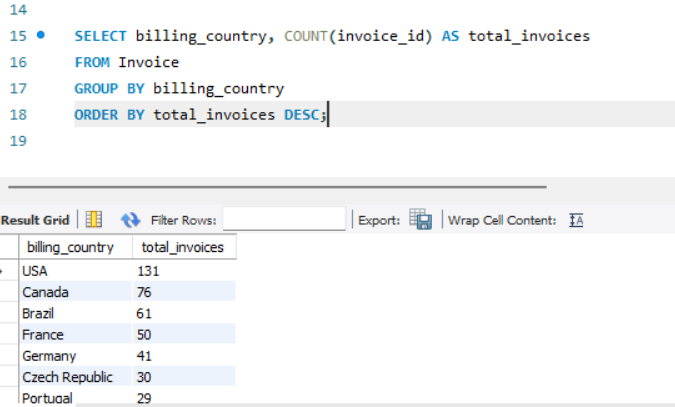 14
15 SELECT billing_country, COUNT(invoice_id) AS total_invoices
16 FROM Invoice
17 GROUP BY billing_country
18 ORDER BY total_invoices DESC;
19
Result Grid Filter Rows: Export: Wrap Cell Content: IA
billing_country total_invoices
USA 131
Canada 76
Brazil 61
France 50
Germany 41
Czech Republic 30
Portugal 29